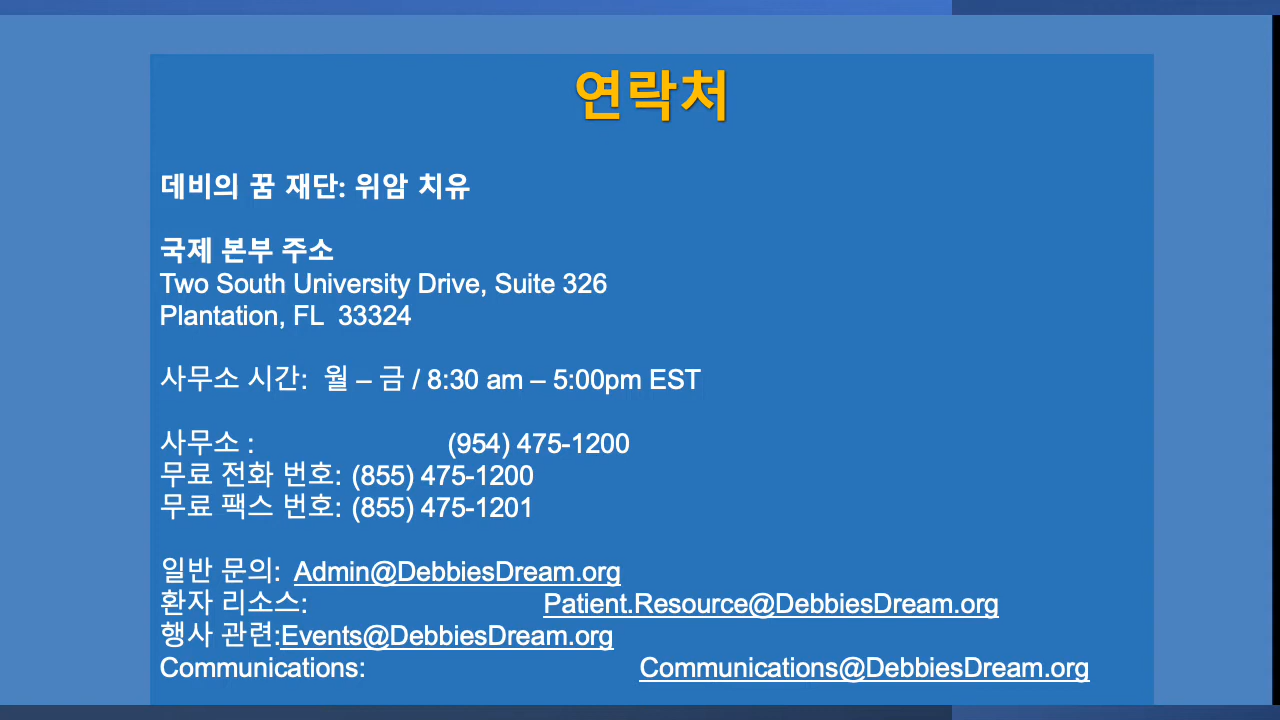 연락처
데비의 꿈 재단: 위암 치유
국제 본부 주소
Two South University Drive, Suite 326
Plantation, FL 33324
사무소 시간: 월 – 금 / 8:30 am – 5:00pm EST
사무소 : (954) 475-1200
무료 전화 번호: (855) 475-1200
무료 팩스 번호: (855) 475-1201
일반 문의: Admin@DebbiesDream.org
환자 리소스: Patient.Resource@DebbiesDream.org
행사 관련:Events@DebbiesDream.org
Communications: Communications@DebbiesDream.org